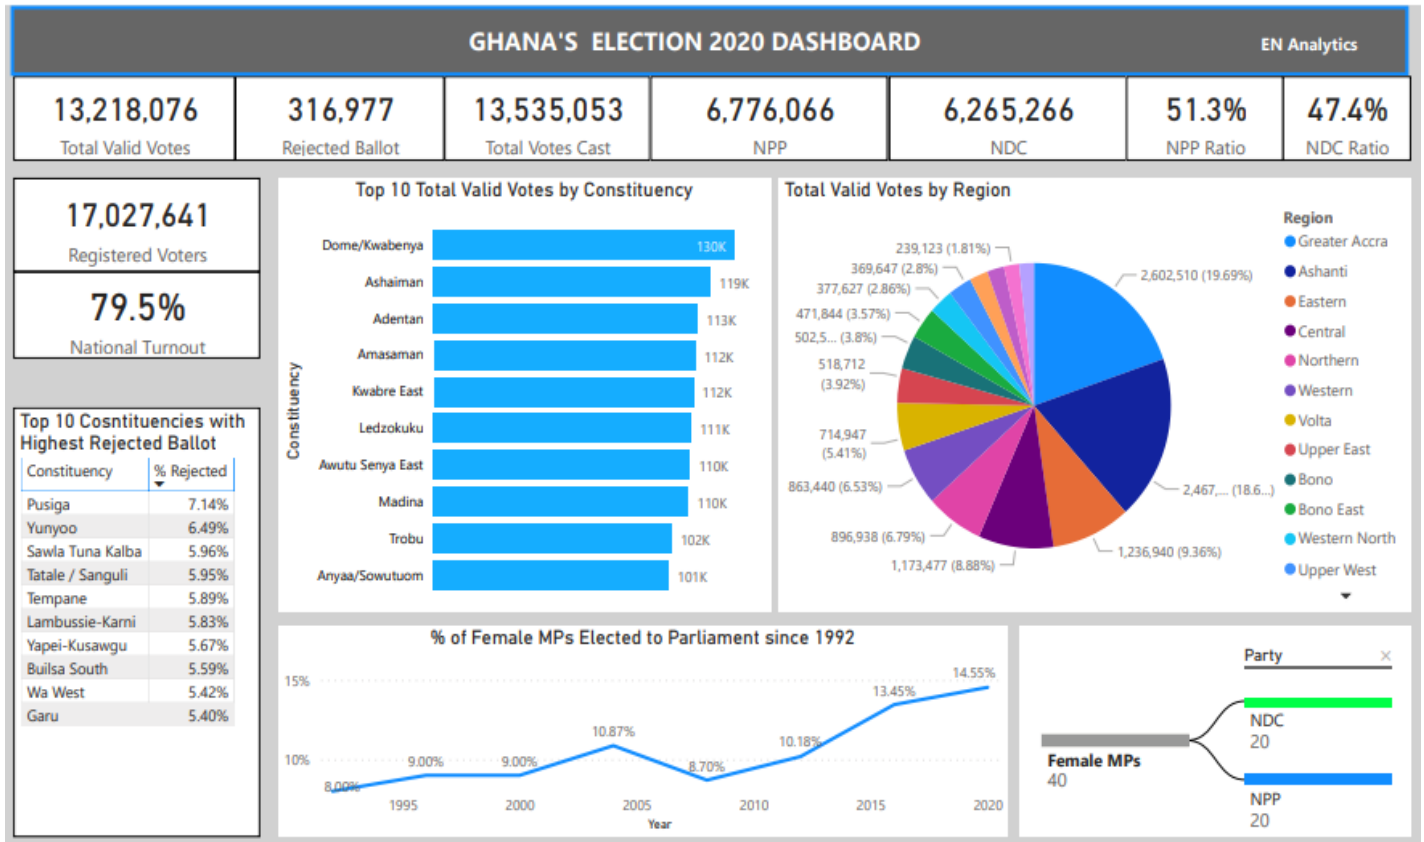 GHANA'S ELECTION 2020 DASHBOARD
EN Analytics
13,218,076
Total Valid Votes
316,977
Rejected Ballot
13,535,053
Total Votes Cast
6,776,066
NPP
6,265,266
NDC
51.3%
NPP Ratio
47.4%
NDC Ratio
17,027,641
Registered Voters
79.5%
National Turnout
Top 10 Cosntituencies with
Highest Rejected Ballot
Constituency % Rejected
Pusiga 7.14%
Yunyoo 6.49%
Sawla Tuna Kalba 5.96%
Tatale / Sanguli 5.95%
Tempane 5.89%
Lambussie-Karni 5.83%
Yapei-Kusawgu 5.67%
Builsa South 5.59%
Wa West 5.42%
Garu 5.40%
Top 10 Total Valid Votes by Constituency
Constituency
Dome/Kwabenya 130K
Ashaiman 119K
Adentan 113K
Amasaman 112K
Kwabre East 112K
Ledzokuku 111K
Awutu Senya East 110K
Madina 110K
Trobu 102K
Anyaa/Sowutuom 101K
Total Valid Votes by Region
239,123 (1.81%)
369,647 (2.8%)
377,627 (2.86%)
471,844 (3.57%)
502,5... (3.8%)
518,712
(3.92%)
714,947
(5.41%)
863,440 (6.53%)
896,938 (6.79%)
1,173,477 (8.88%)
1,236,940 (9.36%)
2,467,... (18.6...)
2,602,510 (19.69%)
Region
Greater Accra
Ashanti
Eastern
Central
Northern
Western
Volta
Upper East
Bono
Bono East
Western North
Upper West
% of Female MPs Elected to Parliament since 1992
15%
10%
8.00%
9.00%
9.00%
10.87%
8.70%
10.18%
13.45%
14.55%
1995 2000 2005 2010 2015 2020
Year
Party ×
Female MPs
40
NDC
20
NPP
20